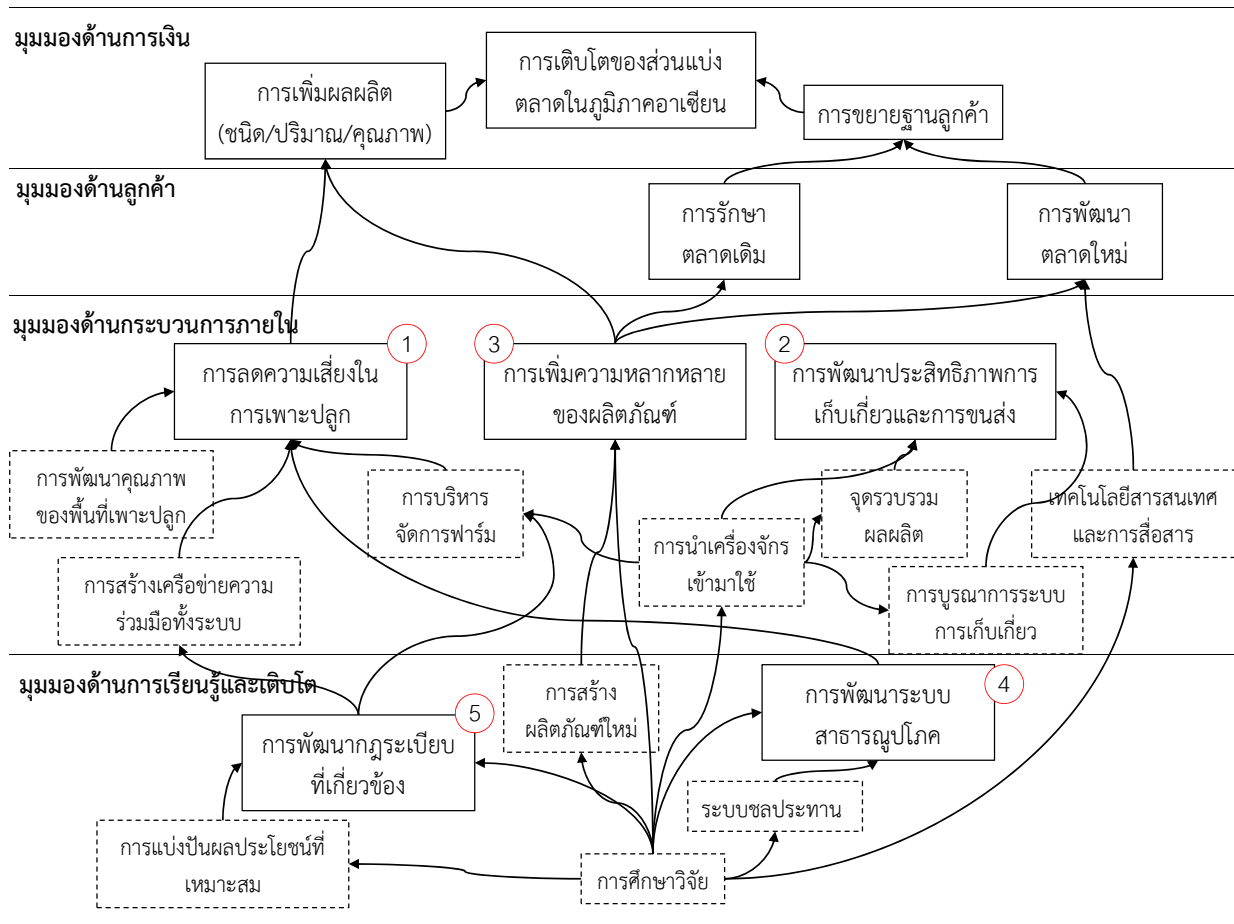 มุมมองด้านการเงิน
การเพิ่มผลผลิต
(ชนิด/ปริมาณ/คุณภาพ)
การเติบโตของส่วนแบ่ง
ตลาดในภูมิภาคอาเซียน
การขยายฐานลูกค้า
มุมมองด้านลูกค้า
การรักษา
ตลาดเดิม
การพัฒนา
ตลาดใหม่
มุมมองด้านกระบวนการภายใน
1
การลดความเสี่ยงใน
การเพาะปลูก
3
การเพิ่มความหลากหลาย
ของผลิตภัณฑ์
2
การพัฒนาประสิทธิภาพการ
เก็บเกี่ยวและการขนส่ง
การพัฒนาคุณภาพ
ของพื้นที่เพาะปลูก
การบริหาร
จัดการฟาร์ม
จุดรวบรวม
ผลผลิต
เทคโนโลยีสารสนเทศ
และการสื่อสาร
การนำเครื่องจักร
เข้ามาใช้
การสร้างเครือข่ายความ
ร่วมมือทั้งระบบ
การบูรณาการระบบ
การเก็บเกี่ยว
มุมมองด้านการเรียนรู้และเติบโต
5
การพัฒนากฎระเบียบ
ที่เกี่ยวข้อง
การสร้าง
ผลิตภัณฑ์ใหม่
4
การพัฒนาระบบ
สาธารณูปโภค
ระบบชลประทาน
การแบ่งปันผลประโยชน์ที่
เหมาะสม
การศึกษาวิจัย